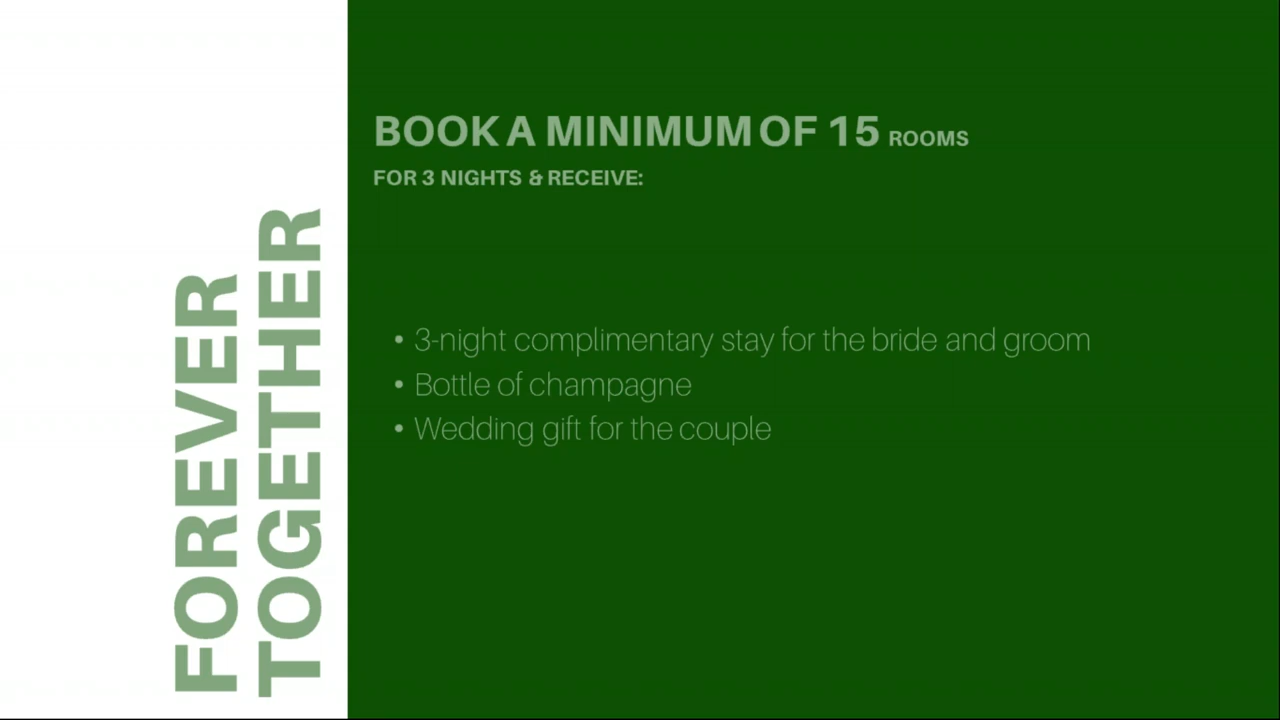 FOREVER
TOGETHER
BOOK A MINIMUM OF 15 ROOMS
FOR 3 NIGHTS & RECEIVE:
• 3-night complimentary stay for the bride and groom
• Bottle of champagne
• Wedding gift for the couple